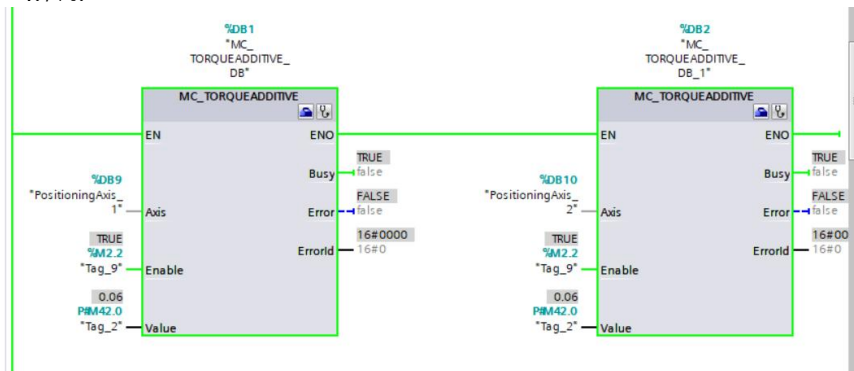 %DB1
"MC_
TORQUEADDITIVE_
DB"
MC_TORQUEADDITIVE
EN
ENO
TRUE
Busy
false
%DB9
"PositioningAxis_
1"
Axis
FALSE
Error
false
TRUE
%M2.2
"Tag_9"
Enable
16#0000
ErrorId
16#0
0.06
P#M42.0
"Tag_2"
Value
%DB2
"MC_
TORQUEADDITIVE_
DB_1"
MC_TORQUEADDITIVE
EN
ENO
TRUE
Busy
false
%DB10
"PositioningAxis_
2"
Axis
FALSE
Error
false
TRUE
%M2.2
"Tag_9"
Enable
16#00
ErrorId
16#0
0.06
P#M42.0
"Tag_2"
Value